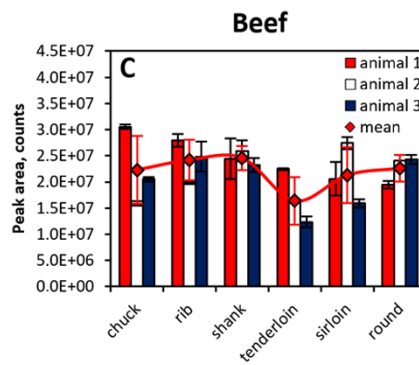 Beef
C
animal 1
animal 2
animal 3
mean
Peak area, counts
4.5E+07
4.0E+07
3.5E+07
3.0E+07
2.5E+07
2.0E+07
1.5E+07
1.0E+07
5.0E+06
0.0E+00
chuck
rib
shank
tenderloin
sirloin
round